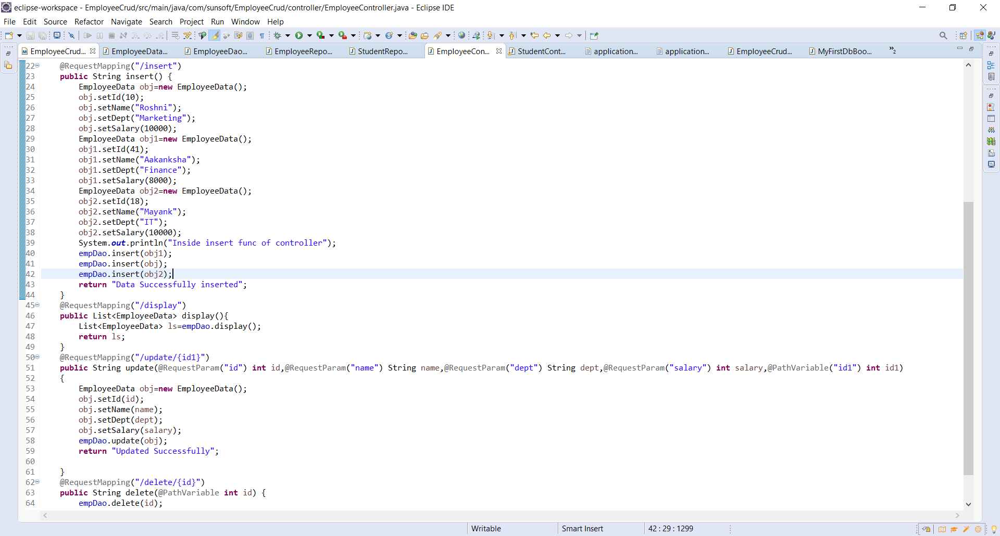 eclipse-workspace - EmployeeCrud/src/main/java/com/sunsoft/EmployeeCrud/controller/EmployeeController.java - Eclipse IDE
File Edit Source Refactor Navigate Search Project Run Window Help
EmployeeCrud... EmployeeData... EmployeeDao... EmployeeRepo... StudentRepo... EmployeeCon... StudentCont... application... application... EmployeeCrud... MyFirstDbBoo... »2
22 @RequestMapping("/insert")
23 public String insert() {
24 EmployeeData obj=new EmployeeData();
25 obj.setId(10);
26 obj.setName("Roshni");
27 obj.setDept("Marketing");
28 obj.setSalary(10000);
29 EmployeeData obj1=new EmployeeData();
30 obj1.setId(41);
31 obj1.setName("Aakanksha");
32 obj1.setDept("Finance");
33 obj1.setSalary(8000);
34 EmployeeData obj2=new EmployeeData();
35 obj2.setId(18);
36 obj2.setName("Mayank");
37 obj2.setDept("IT");
38 obj2.setSalary(10000);
39 System.out.println("Inside insert func of controller");
40 empDao.insert(obj1);
41 empDao.insert(obj);
42 empDao.insert(obj2);
43 return "Data Successfully inserted";
44 }
45 @RequestMapping("/display")
46 public List<EmployeeData> display(){
47 List<EmployeeData> ls=empDao.display();
48 return ls;
49 }
50 @RequestMapping("/update/{id1}")
51 public String update(@RequestParam("id") int id,@RequestParam("name") String name,@RequestParam("dept") String dept,@RequestParam("salary") int salary,@PathVariable("id1") int id1)
52 {
53 EmployeeData obj=new EmployeeData();
54 obj.setId(id);
55 obj.setName(name);
56 obj.setDept(dept);
57 obj.setSalary(salary);
58 empDao.update(obj);
59 return "Updated Successfully";
60
61 }
62 @RequestMapping("/delete/{id}")
63 public String delete(@PathVariable int id) {
64 empDao.delete(id);
Writable Smart Insert 42 : 29 : 1299